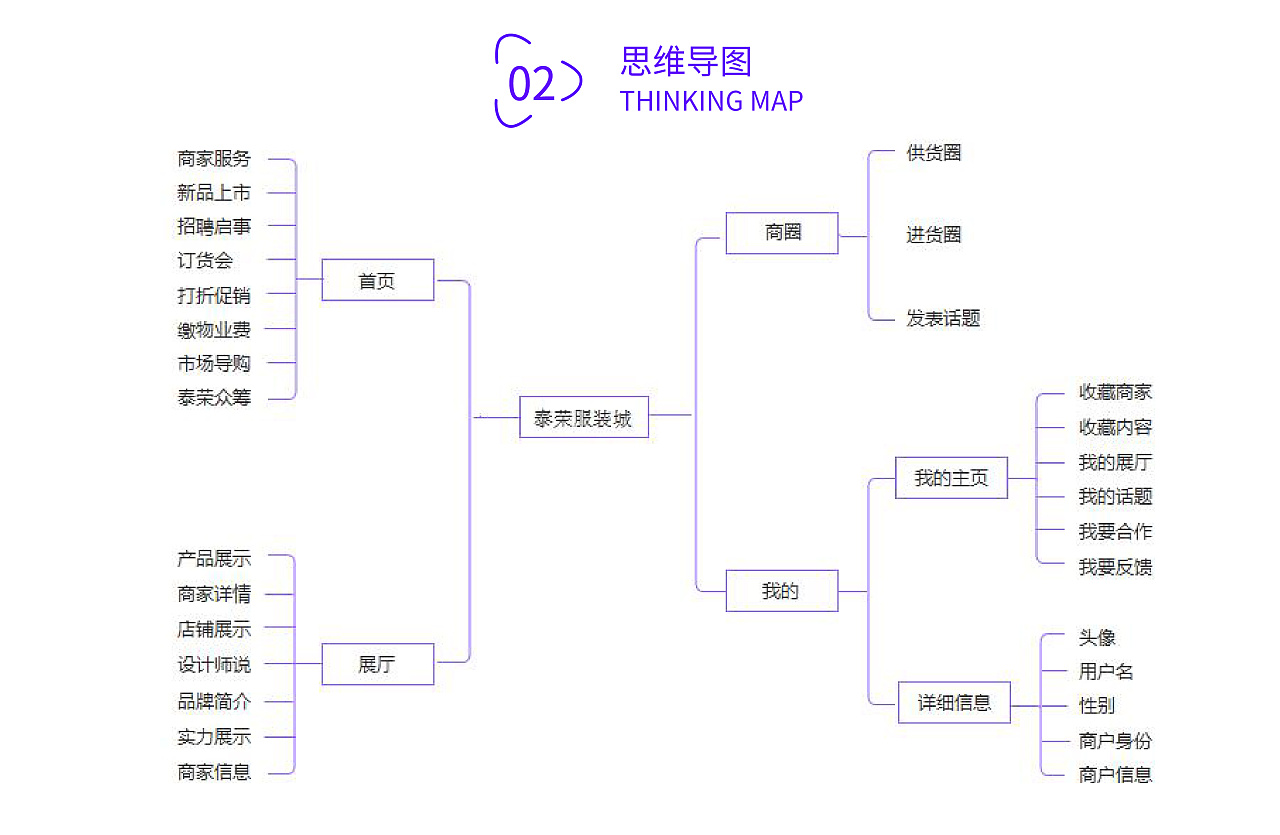 02
思维导图
THINKING MAP
商家服务
新品上市
招聘启事
订货会
打折促销
缴物业费
市场导购
泰荣众筹
首页
产品展示
商家详情
店铺展示
设计师说
品牌简介
实力展示
商家信息
展厅
泰荣服装城
商圈
供货圈
进货圈
发表话题
我的
我的主页
收藏商家
收藏内容
我的展厅
我的话题
我要合作
我要反馈
详细信息
头像
用户名
性别
商户身份
商户信息